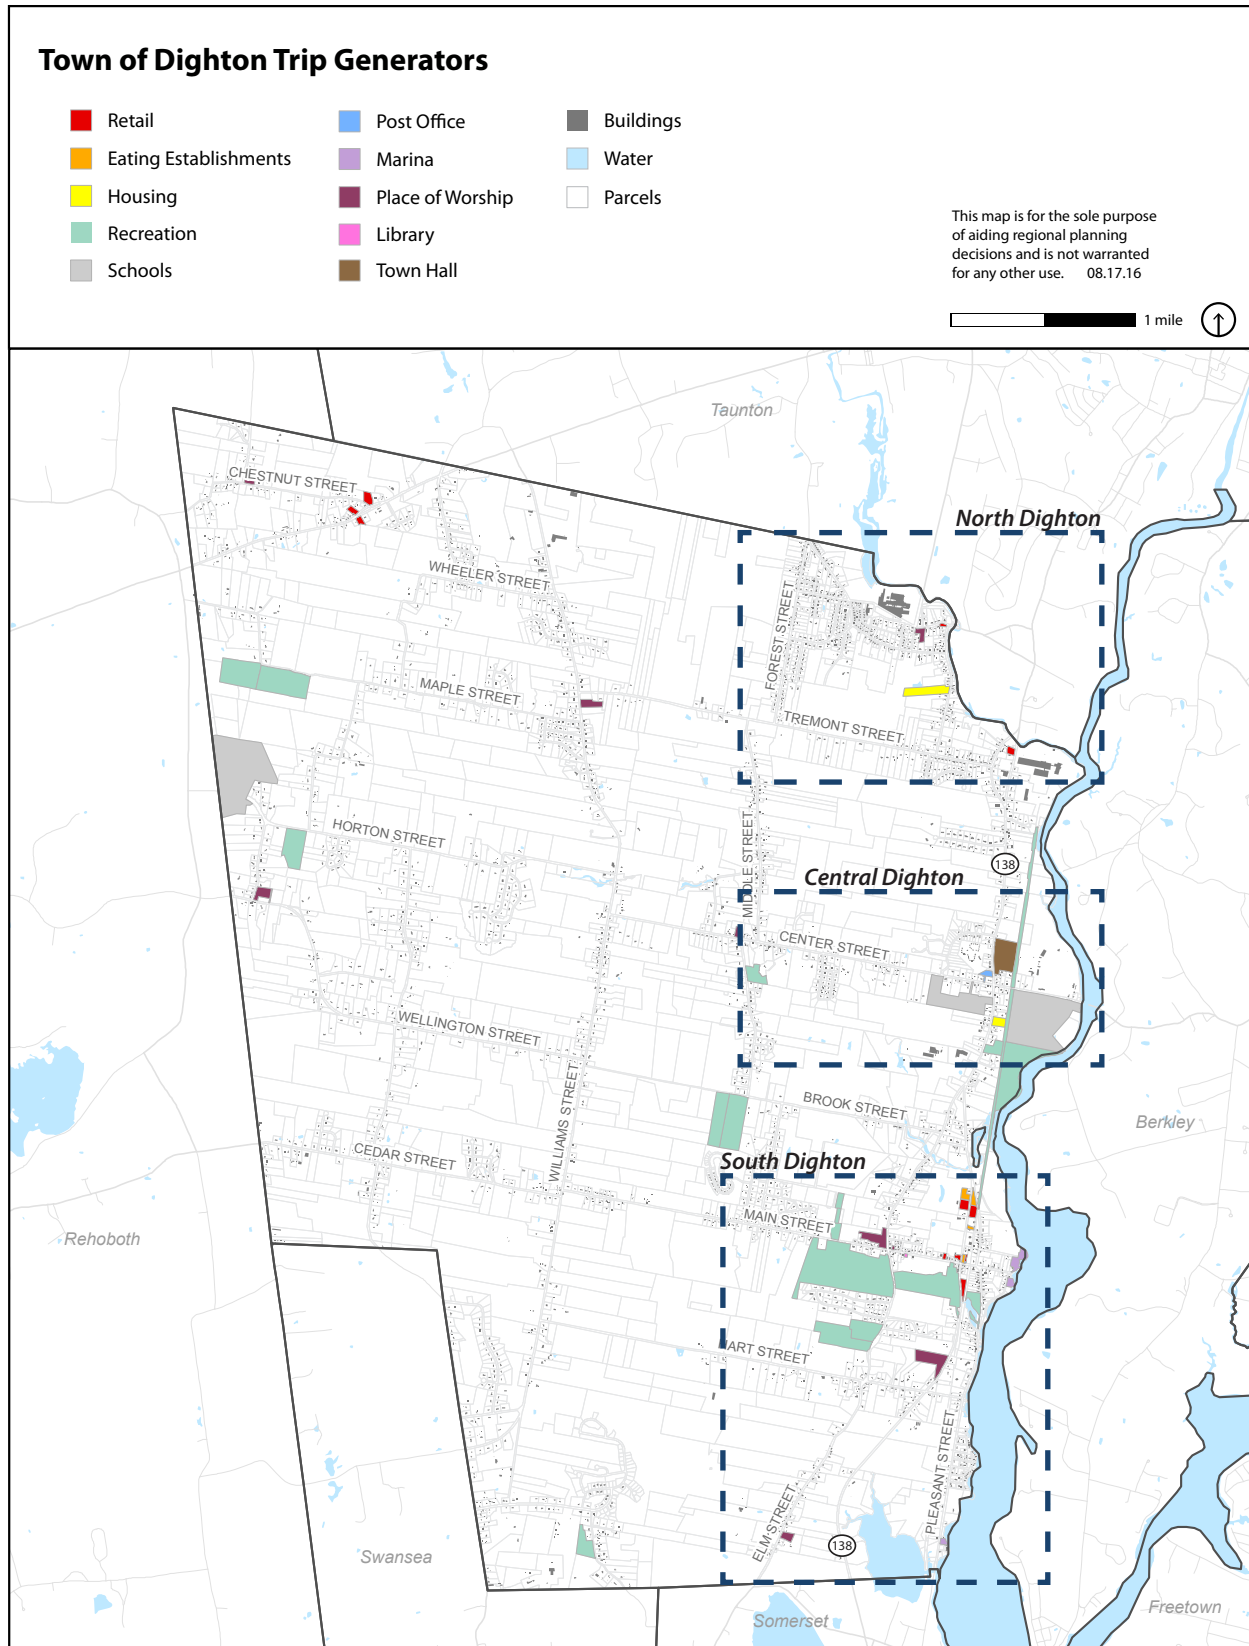 Town of Dighton Trip Generators
Retail
Eating Establishments
Housing
Recreation
Schools
Post Office
Marina
Place of Worship
Library
Town Hall
Buildings
Water
Parcels
This map is for the sole purpose
of aiding regional planning
decisions and is not warranted
for any other use. 08.17.16
1 mile
Taunton
CHESTNUT STREET
North Dighton
WHEELER STREET
FOREST STREET
MAPLE STREET
TREMONT STREET
HORTON STREET
MIDDLE STREET
138
Central Dighton
CENTER STREET
WELLINGTON STREET
WILLIAMS STREET
BROOK STREET
Berkley
CEDAR STREET
South Dighton
MAIN STREET
Rehoboth
HART STREET
PLEASANT STREET
ELM STREET
138
Swansea
Somerset
Freetown